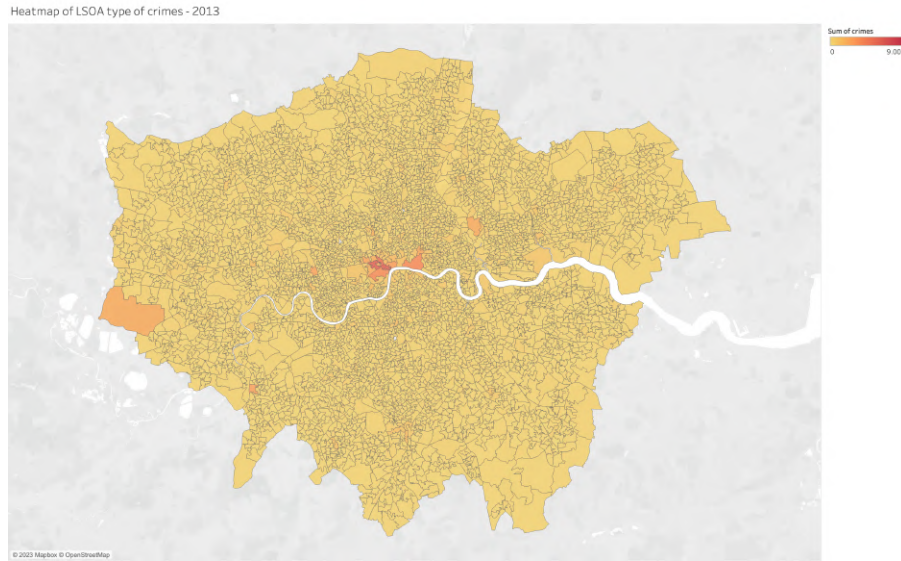 Heatmap of LSOA type of crimes - 2013
Sum of crimes
0 9.00
© 2023 Mapbox © OpenStreetMap